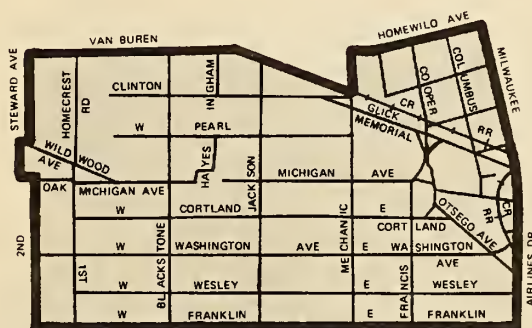 VAN BUREN
HOMEWILO AVE
STEWARD AVE
HOMECREST
RD
CLINTON
INGHAM
COOPER
COLUMBUS
MILWAUKEE
CR
GLICK
MEMORIAL
RR
W PEARL
WILD WOOD
AVE
HAYES
JACKSON
OAK
MICHIGAN AVE
MICHIGAN AVE
W CORTLAND
MECHANIC
E
CORT LAND
OTSEGO AVE
RR
CR
2ND
W WASHINGTON AVE E WASHINGTON
AVE
1ST
BLACKSTONE
FRANCIS
AIRLINES DR
W WESLEY E WESLEY
W FRANKLIN E FRANKLIN